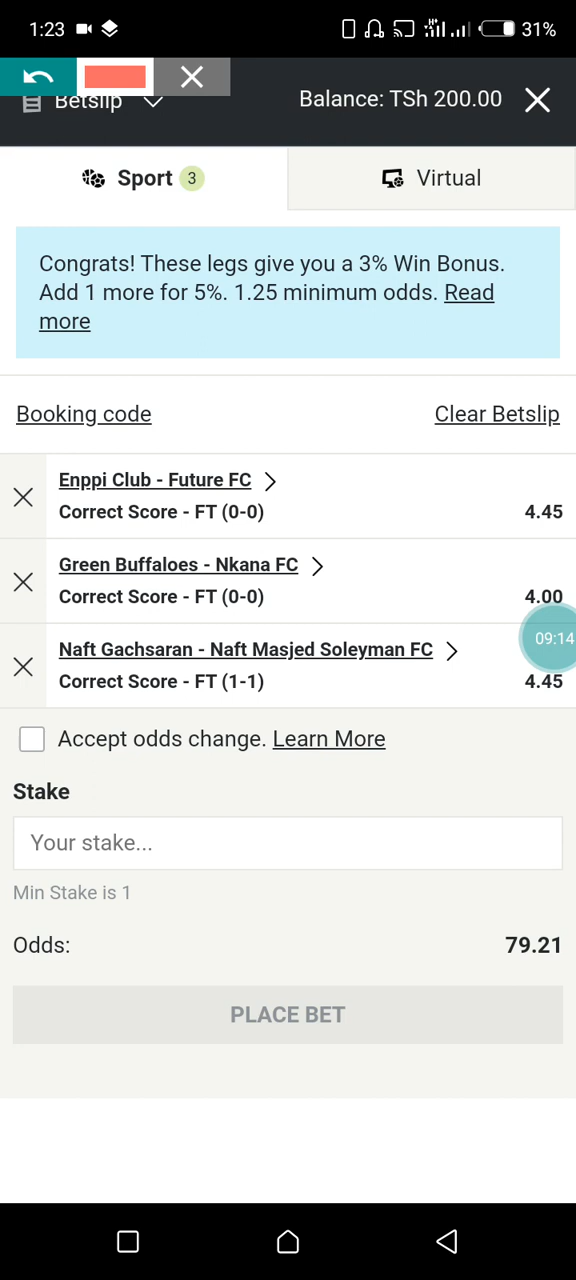 1:23
31%
Betslip
Balance: TSh 200.00
Sport 3
Virtual
Congrats! These legs give you a 3% Win Bonus.
Add 1 more for 5%. 1.25 minimum odds. Read
more
Booking code
Clear Betslip
Enppi Club - Future FC
Correct Score - FT (0-0)
4.45
Green Buffaloes - Nkana FC
Correct Score - FT (0-0)
4.00
09:14
Naft Gachsaran - Naft Masjed Soleyman FC
Correct Score - FT (1-1)
4.45
Accept odds change. Learn More
Stake
Your stake...
Min Stake is 1
Odds:
79.21
PLACE BET